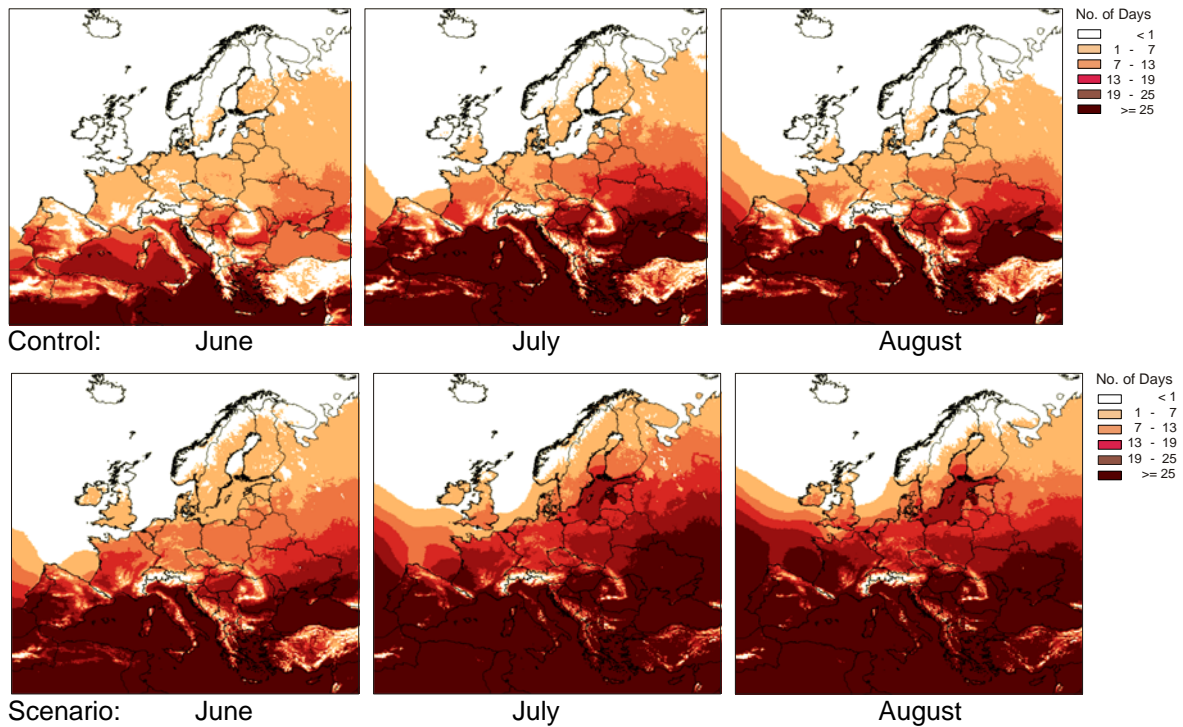 No. of Days
< 1
1 - 7
7 - 13
13 - 19
19 - 25
>= 25
Control: June July August
No. of Days
< 1
1 - 7
7 - 13
13 - 19
19 - 25
>= 25
Scenario: June July August